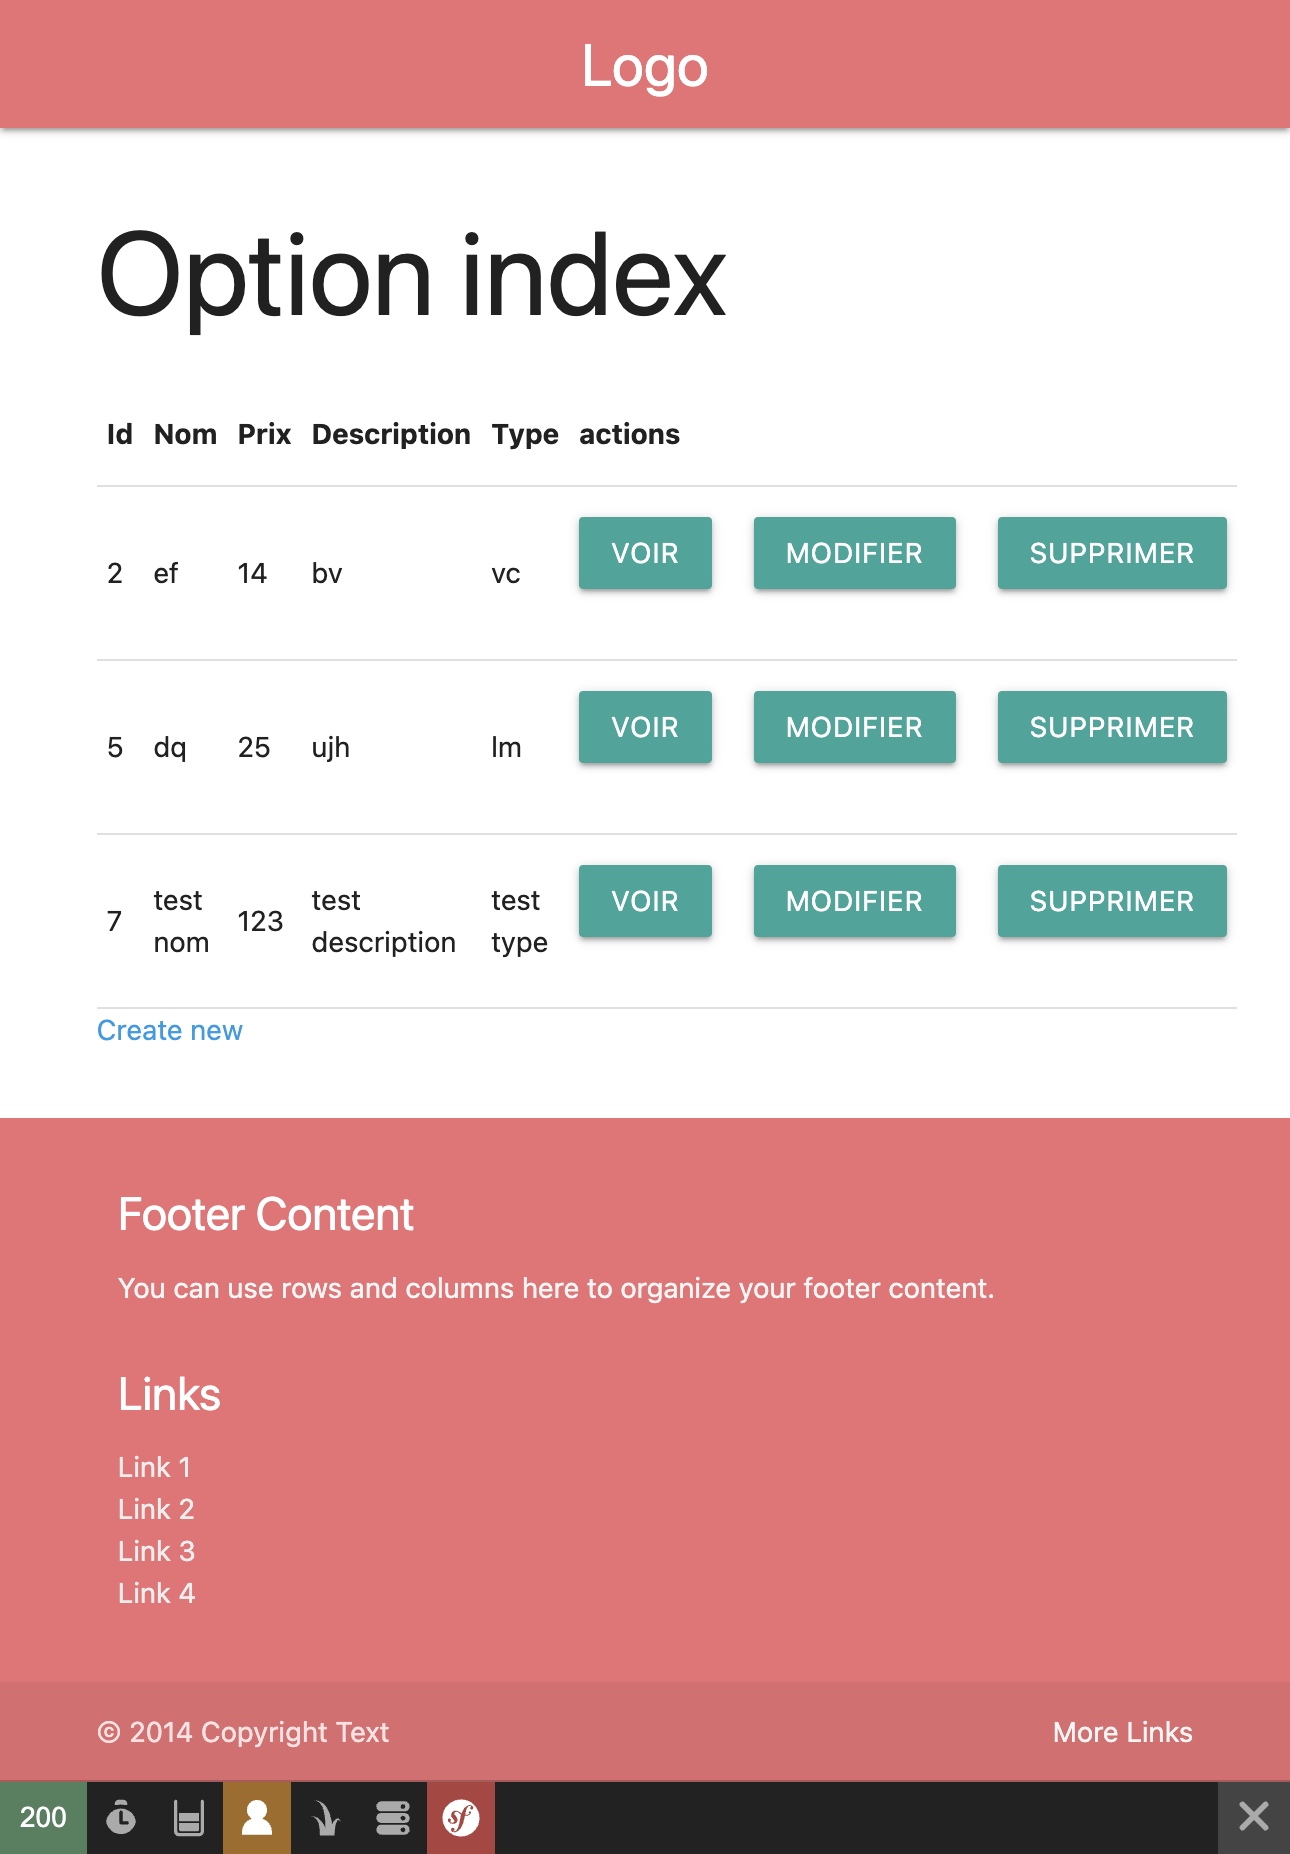 Logo
Option index
Id Nom Prix Description Type actions
2 ef 14 bv vc VOIR MODIFIER SUPPRIMER
5 dq 25 ujh lm VOIR MODIFIER SUPPRIMER
7 test nom 123 test description test type VOIR MODIFIER SUPPRIMER
Create new
Footer Content
You can use rows and columns here to organize your footer content.
Links
Link 1
Link 2
Link 3
Link 4
© 2014 Copyright Text More Links
200 sf